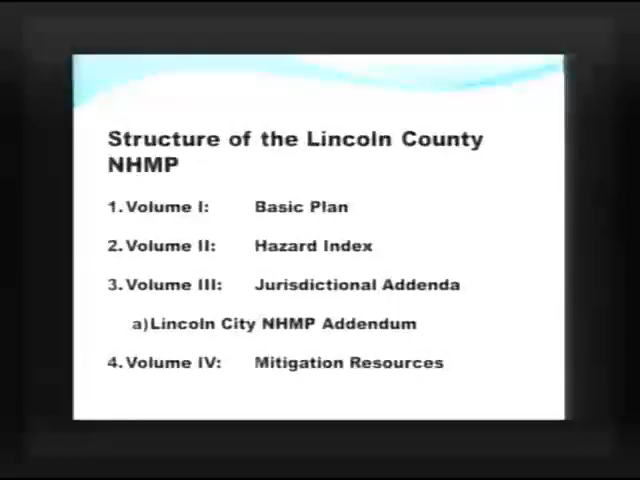 Structure of the Lincoln County
NHMP
1. Volume I: Basic Plan
2. Volume II: Hazard Index
3. Volume III: Jurisdictional Addenda
a)Lincoln City NHMP Addendum
4. Volume IV: Mitigation Resources